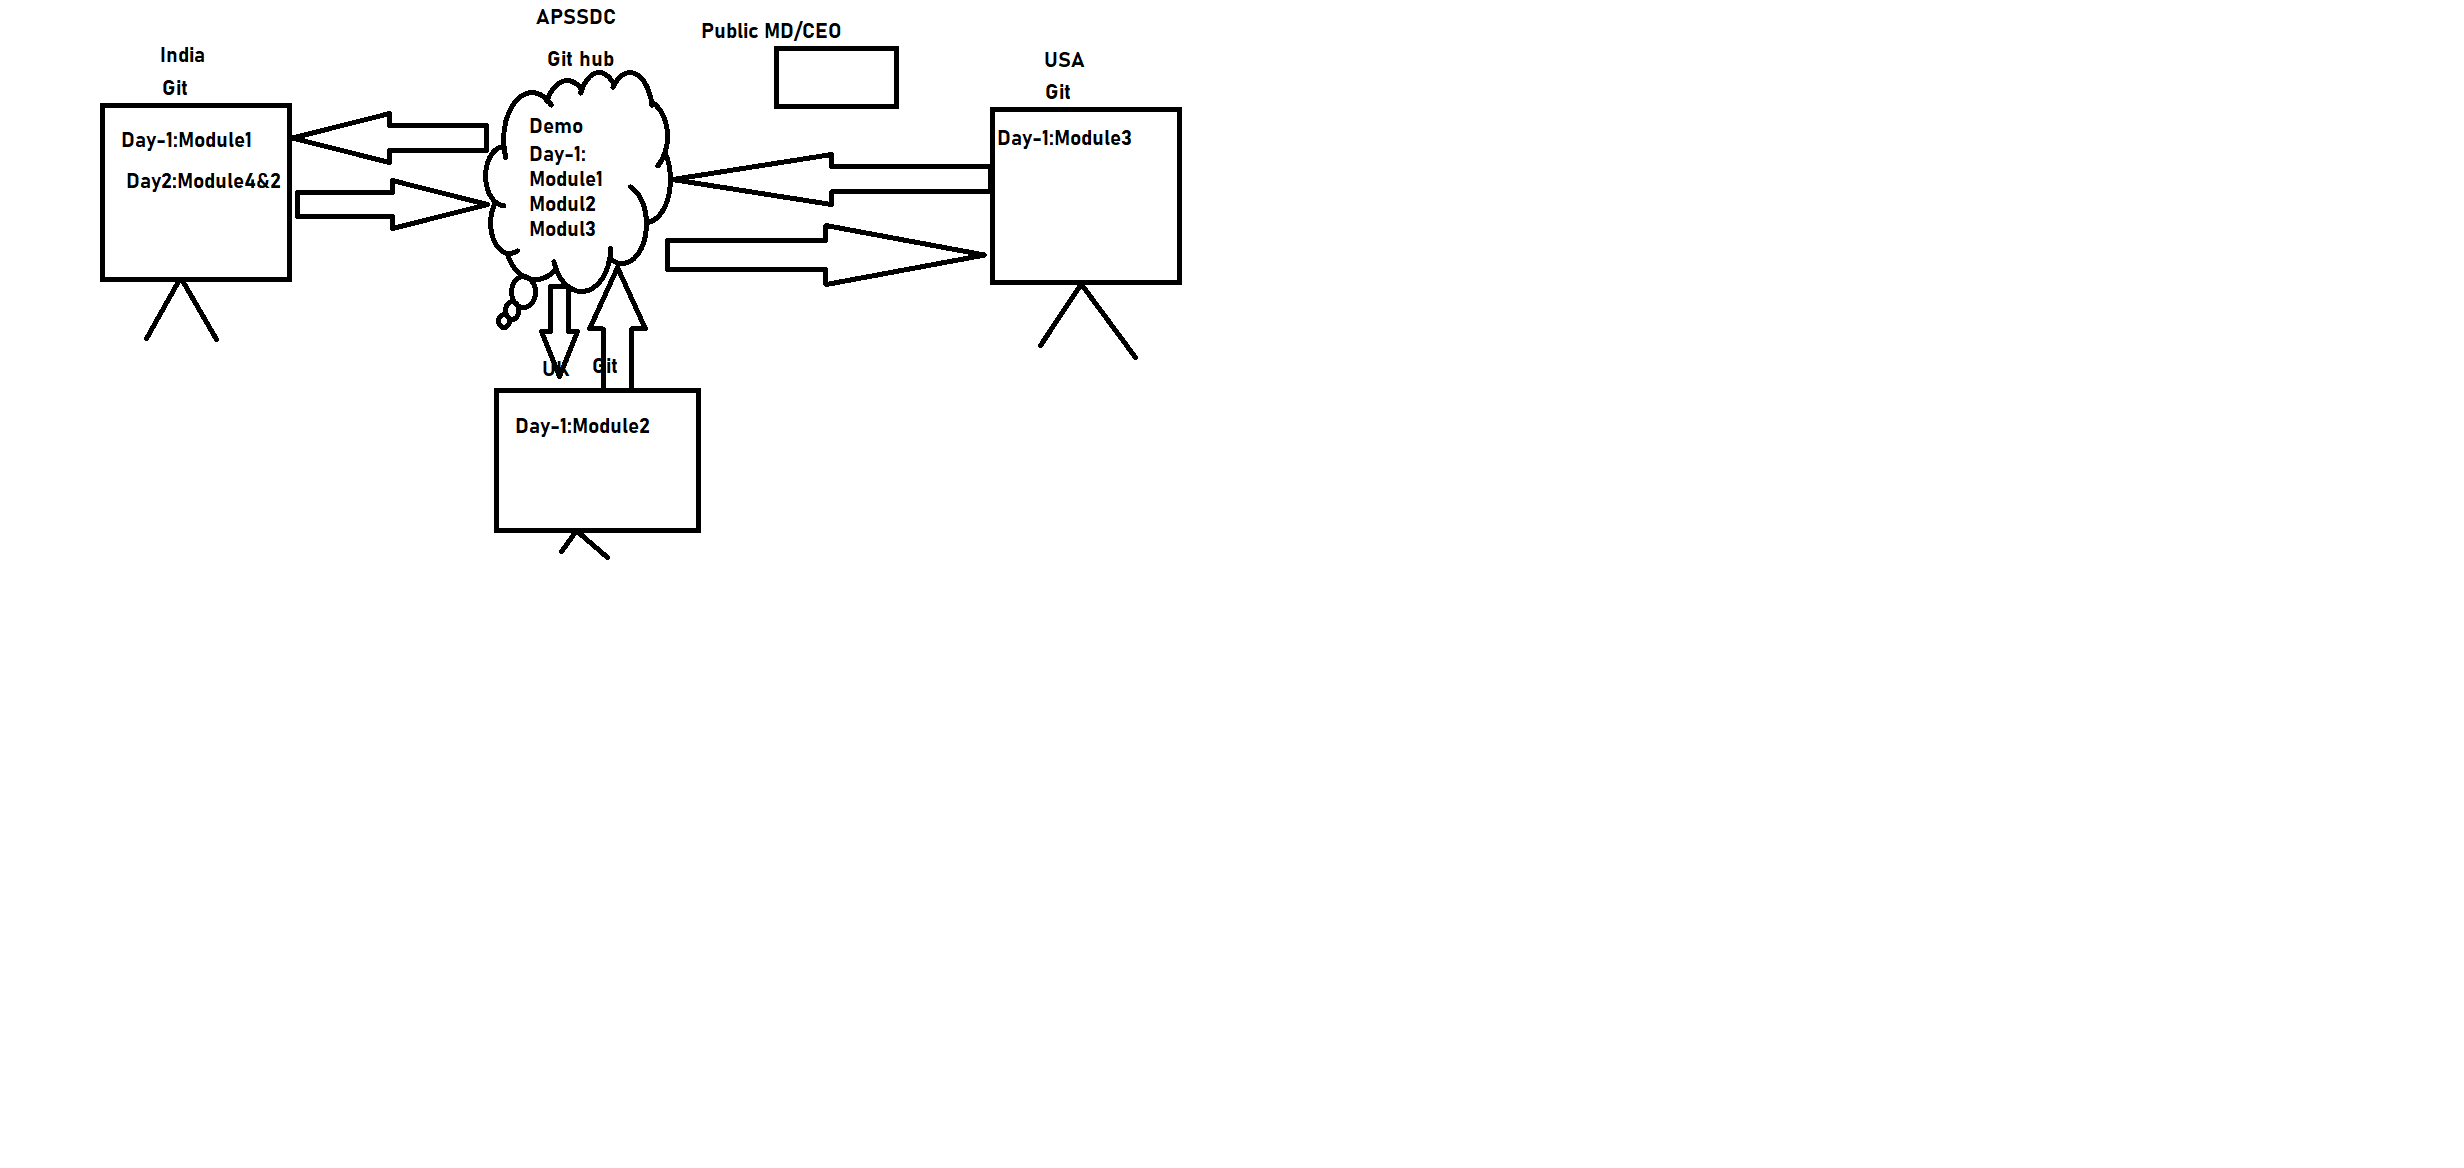 APSSDC
Public MD/CEO
India
Git hub
USA
Git
Git
Day-1:Module1
Day2:Module4&2
Demo
Day-1:
Module1
Modul2
Modul3
Day-1:Module3
UK Git
Day-1:Module2